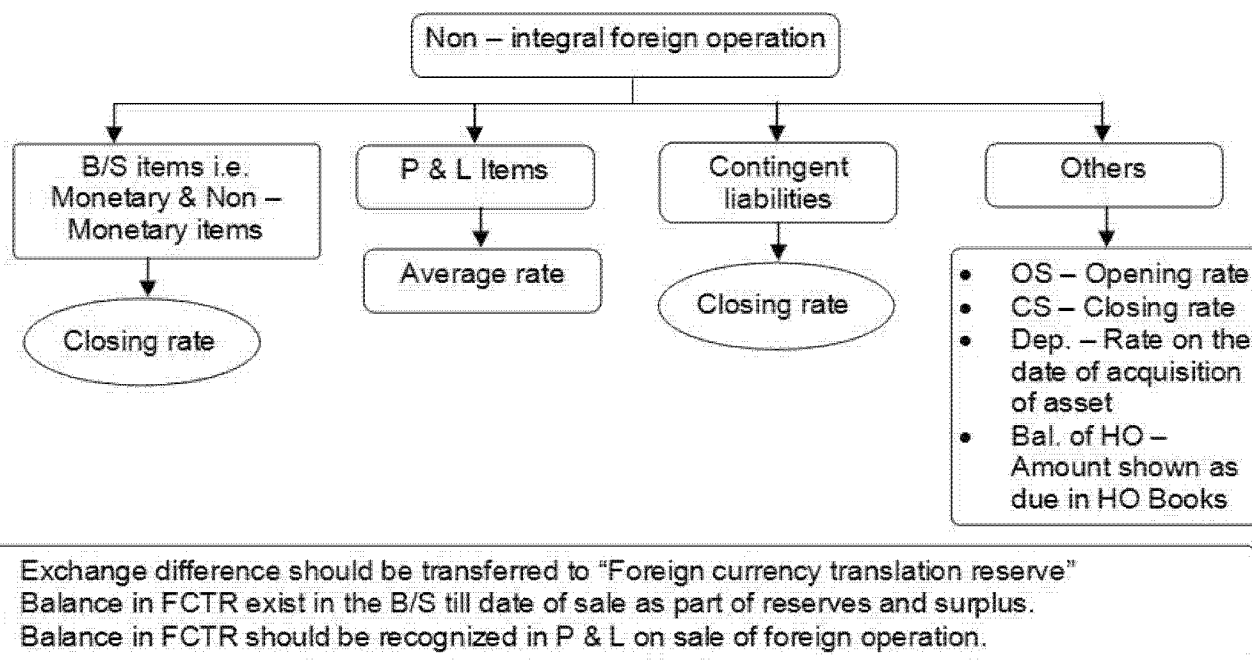 Non – integral foreign operation
B/S items i.e.
Monetary & Non –
Monetary items
Closing rate
P & L Items
Average rate
Contingent
liabilities
Closing rate
Others
• OS – Opening rate
• CS – Closing rate
• Dep. – Rate on the
date of acquisition
of asset
• Bal. of HO –
Amount shown as
due in HO Books
Exchange difference should be transferred to “Foreign currency translation reserve”
Balance in FCTR exist in the B/S till date of sale as part of reserves and surplus.
Balance in FCTR should be recognized in P & L on sale of foreign operation.